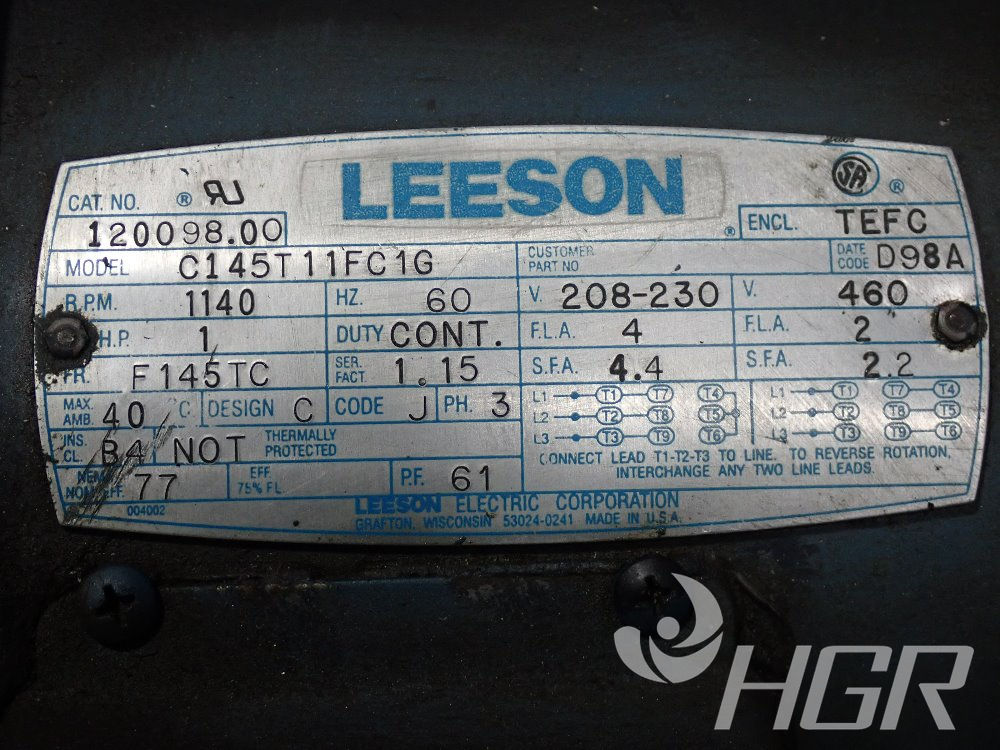 LEESON ®
CAT. NO. ® RU
120098.00
SA ®
ENCL. TEFC
MODEL C145T11FC1G
CUSTOMER PART NO
DATE CODE D98A
R.P.M. 1140 HZ. 60 V. 208-230 V. 460
H.P. 1 DUTY CONT. F.L.A. 4 F.L.A. 2
FR. F145TC SER. FACT. 1.15 S.F.A. 4.4 S.F.A. 2.2
MAX. AMB. 40 °C DESIGN C CODE J PH. 3
L1 T1 T7 T4 L1 T1 T7 T4
L2 T2 T8 T5 L2 T2 T8 T5
L3 T3 T9 T6 L3 T3 T9 T6
INS. CL. B4 NOT THERMALLY PROTECTED
CONNECT LEAD T1-T2-T3 TO LINE. TO REVERSE ROTATION,
INTERCHANGE ANY TWO LINE LEADS.
NEMA NOM. EFF. 77 EFF. 75% FL. P.F. 61
004002
LEESON ELECTRIC CORPORATION
GRAFTON, WISCONSIN 53024-0241 MADE IN U.S.A.
HGR